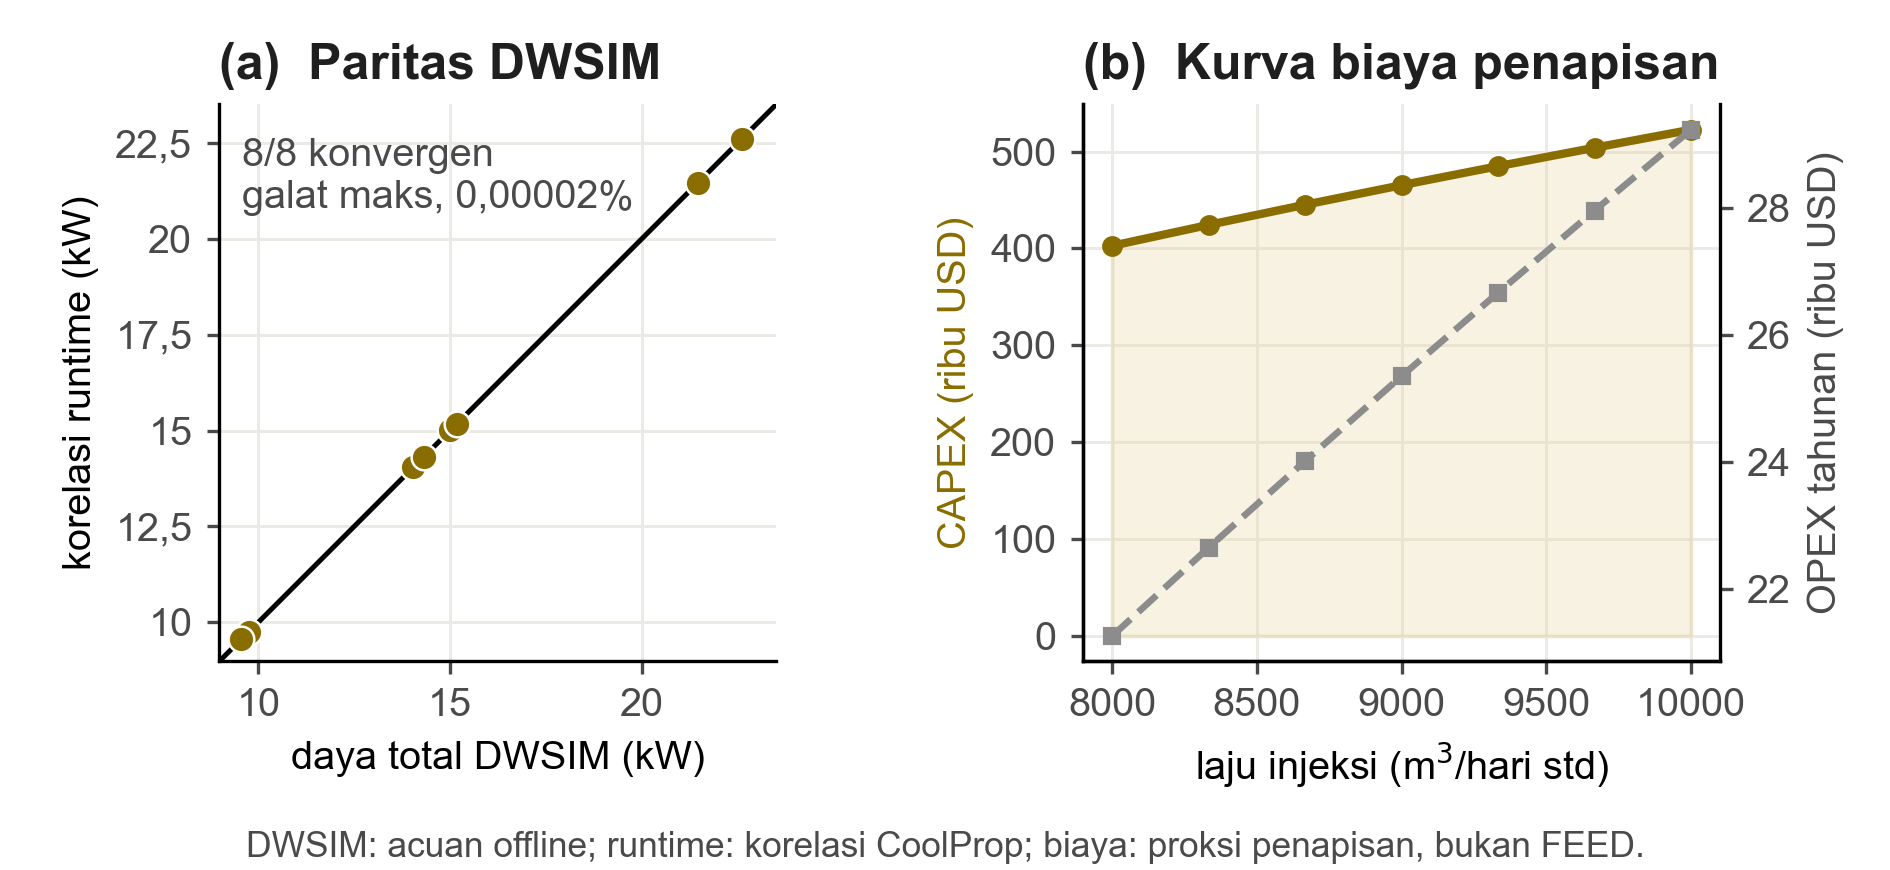 (a) Paritas DWSIM
8/8 konvergen
galat maks, 0,00002%
22,5
20
17,5
15
12,5
10
korelasi runtime (kW)
10
15
20
daya total DWSIM (kW)
(b) Kurva biaya penapisan
CAPEX (ribu USD)
500
400
300
200
100
0
28
26
24
22
OPEX tahunan (ribu USD)
8000
8500
9000
9500
10000
laju injeksi (m³/hari std)
DWSIM: acuan offline; runtime: korelasi CoolProp; biaya: proksi penapisan, bukan FEED.